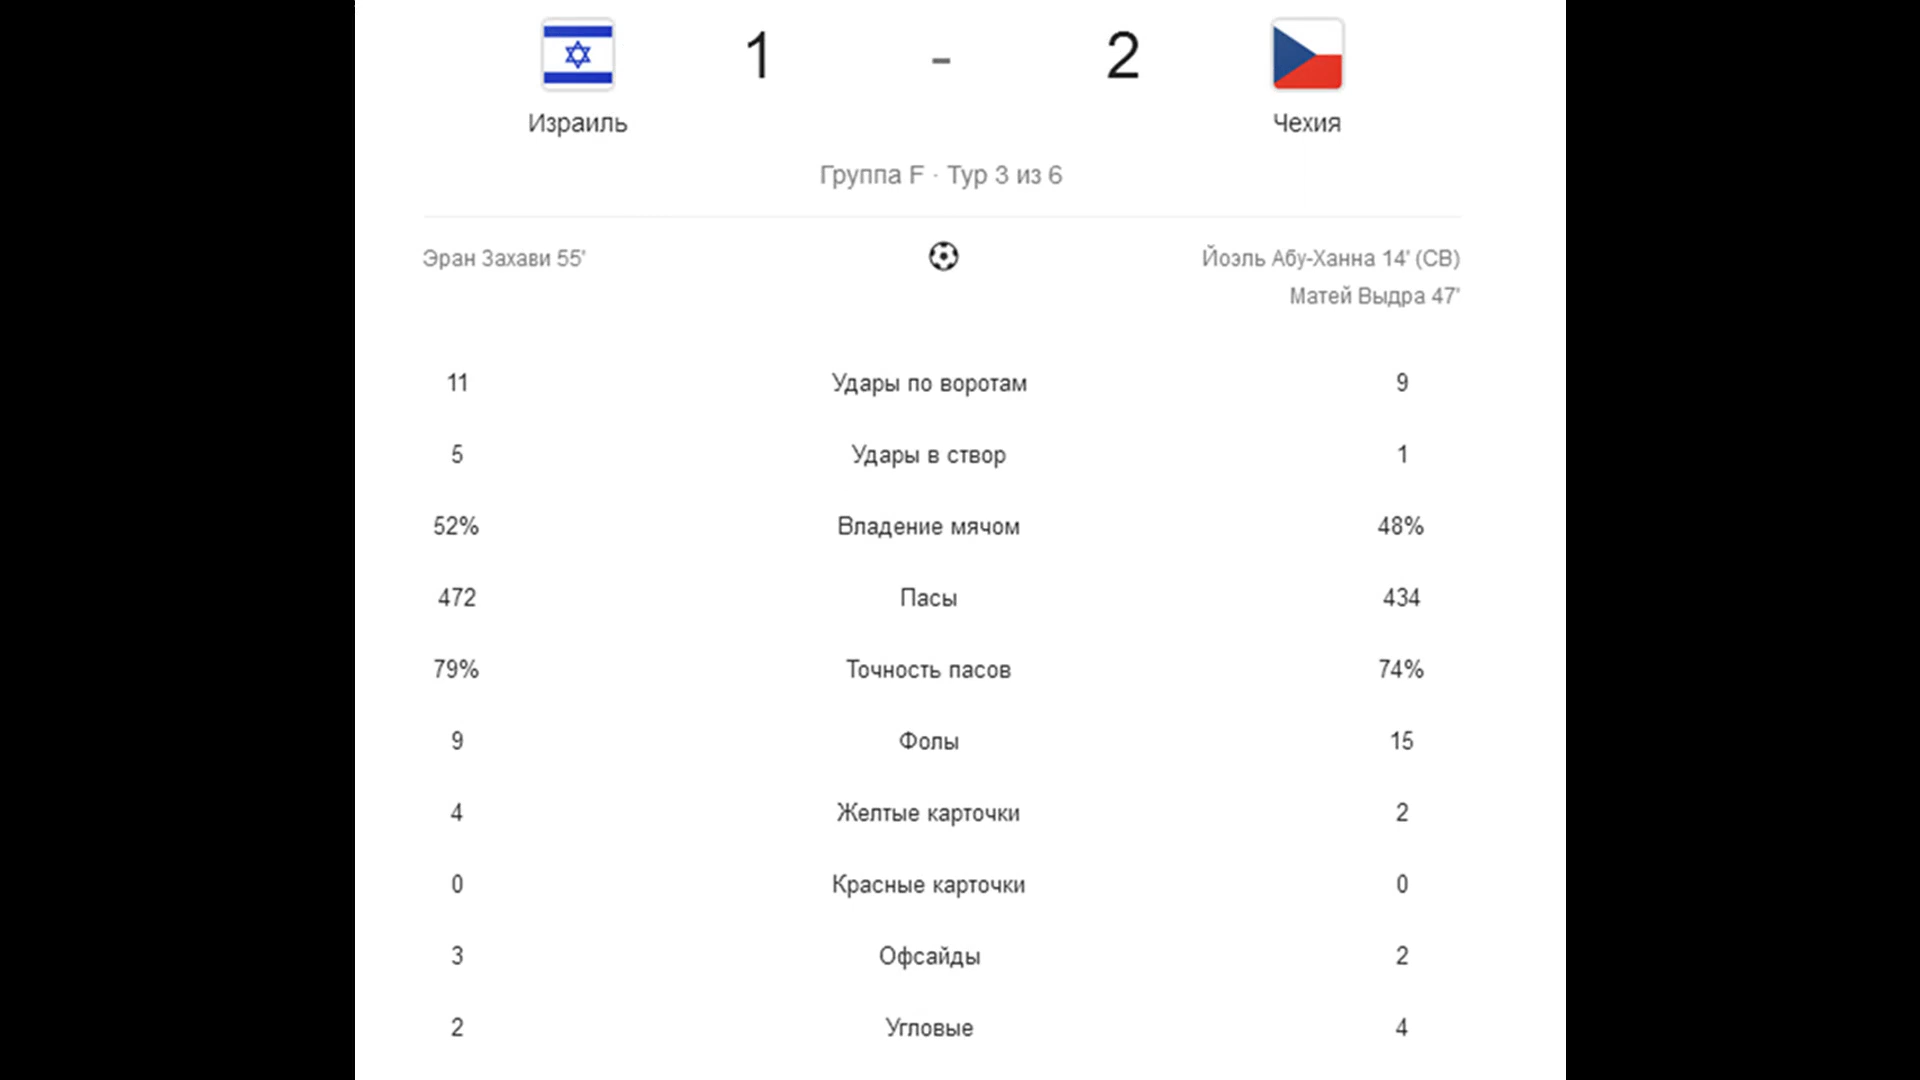 1 - 2
Израиль Чехия
Группа F · Тур 3 из 6
Эран Захави 55' Йоэль Абу-Ханна 14' (СВ)
Матей Выдра 47'
11 Удары по воротам 9
5 Удары в створ 1
52% Владение мячом 48%
472 Пасы 434
79% Точность пасов 74%
9 Фолы 15
4 Желтые карточки 2
0 Красные карточки 0
3 Офсайды 2
2 Угловые 4